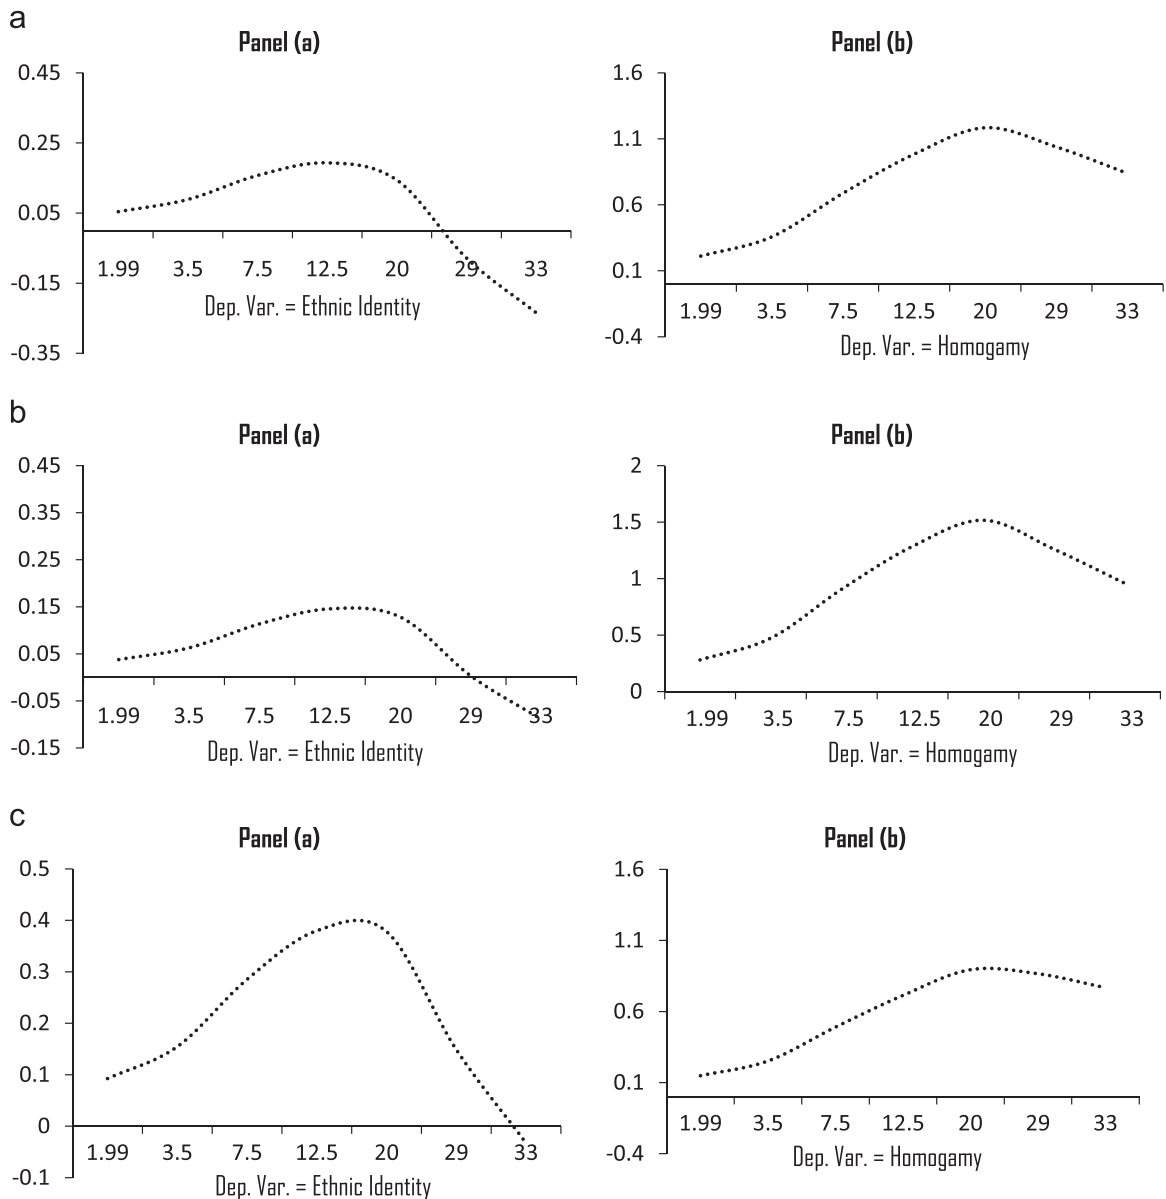 a
Panel (a)
0.45
0.25
0.05
-0.15
-0.35
1.99 3.5 7.5 12.5 20 29 33
Dep. Var. = Ethnic Identity
Panel (b)
1.6
1.1
0.6
0.1
-0.4
1.99 3.5 7.5 12.5 20 29 33
Dep. Var. = Homogamy
b
Panel (a)
0.45
0.35
0.25
0.15
0.05
-0.05
-0.15
1.99 3.5 7.5 12.5 20 29 33
Dep. Var. = Ethnic Identity
Panel (b)
2
1.5
1
0.5
0
1.99 3.5 7.5 12.5 20 29 33
Dep. Var. = Homogamy
c
Panel (a)
0.5
0.4
0.3
0.2
0.1
0
-0.1
1.99 3.5 7.5 12.5 20 29 33
Dep. Var. = Ethnic Identity
Panel (b)
1.6
1.1
0.6
0.1
-0.4
1.99 3.5 7.5 12.5 20 29 33
Dep. Var. = Homogamy